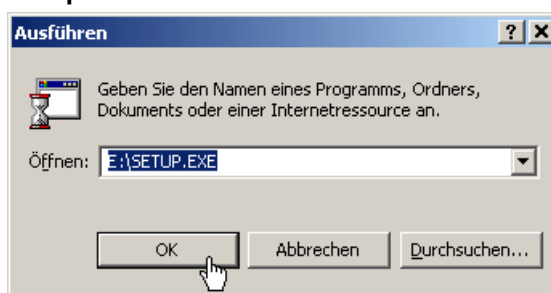 Ausführen
Geben Sie den Namen eines Programms, Ordners,
Dokuments oder einer Internetressource an.
Öffnen: E:\SETUP.EXE
OK Abbrechen Durchsuchen...